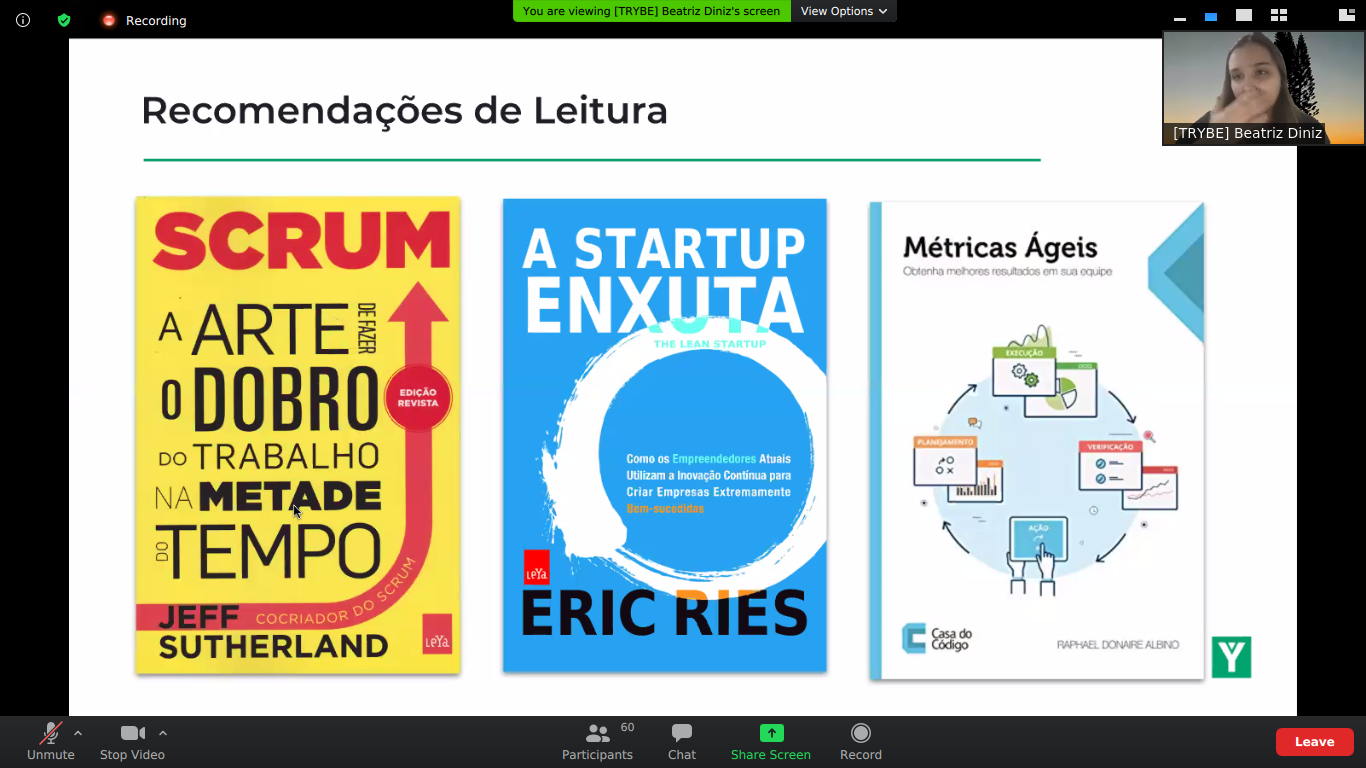 Recording
You are viewing [TRYBE] Beatriz Diniz's screen
View Options
[TRYBE] Beatriz Diniz
Recomendações de Leitura
SCRUM
A ARTE DE FAZER
O DOBRO
DO TRABALHO
NA METADE
DO TEMPO
EDIÇÃO
REVISTA
JEFF
SUTHERLAND
COCRIADOR DO SCRUM
LeYa
A STARTUP
ENXUTA
THE LEAN STARTUP
Como os Empreendedores Atuais
Utilizam a Inovação Contínua para
Criar Empresas Extremamente
Bem-sucedidas
LeYa
ERIC RIES
Métricas Ágeis
Obtenha melhores resultados em sua equipe
EXECUÇÃO
PLANEJAMENTO
VERIFICAÇÃO
AÇÃO
Casa do
Código
RAPHAEL DONAIRE ALBINO
Y
Unmute
Stop Video
Participants
60
Chat
Share Screen
Record
Leave